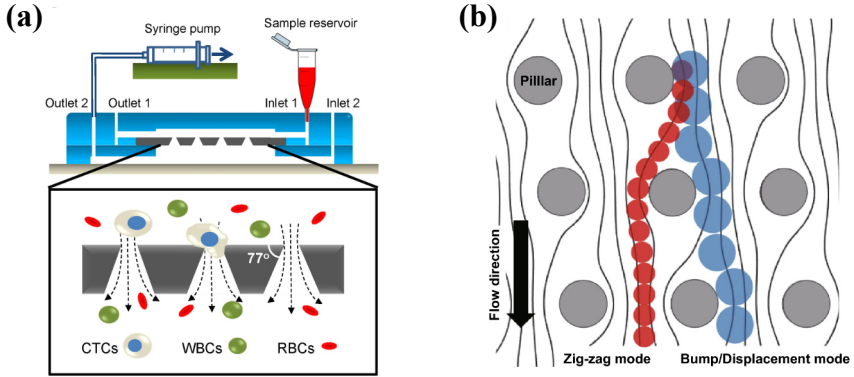 (a)
Syringe pump
Sample reservoir
Outlet 2
Outlet 1
Inlet 1
Inlet 2
77°
CTCs
WBCs
RBCs
(b)
Pilllar
Flow direction
Zig-zag mode
Bump/Displacement mode